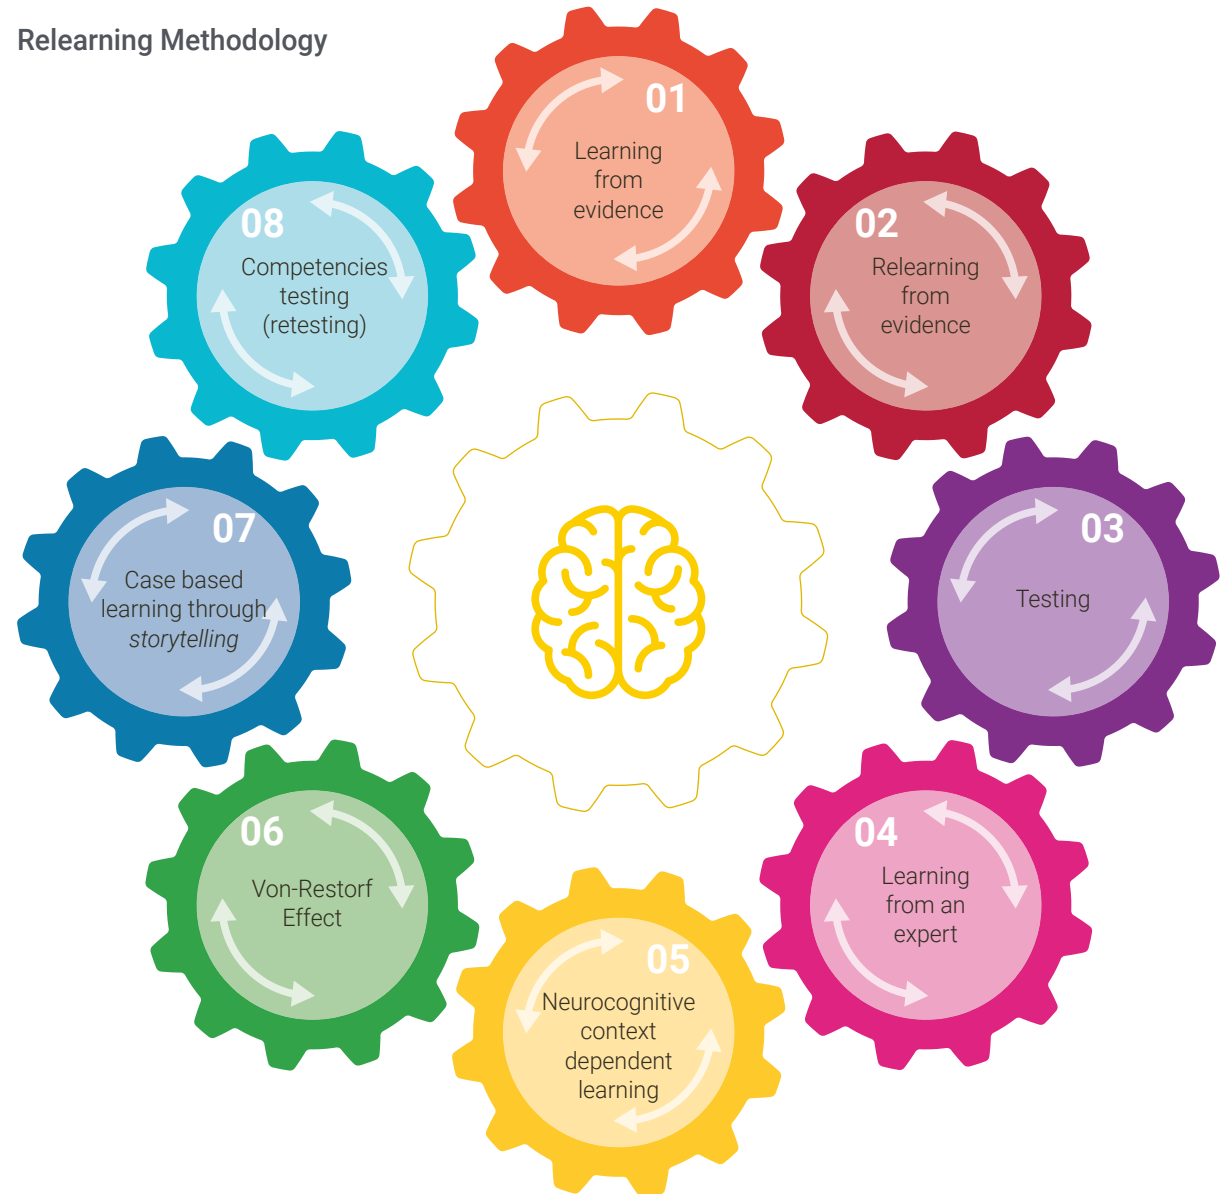 Relearning Methodology
01
Learning
from
evidence
02
Relearning
from
evidence
03
Testing
04
Learning
from an
expert
05
Neurocognitive
context
dependent
learning
06
Von-Restorf
Effect
07
Case based
learning through
storytelling
08
Competencies
testing
(retesting)